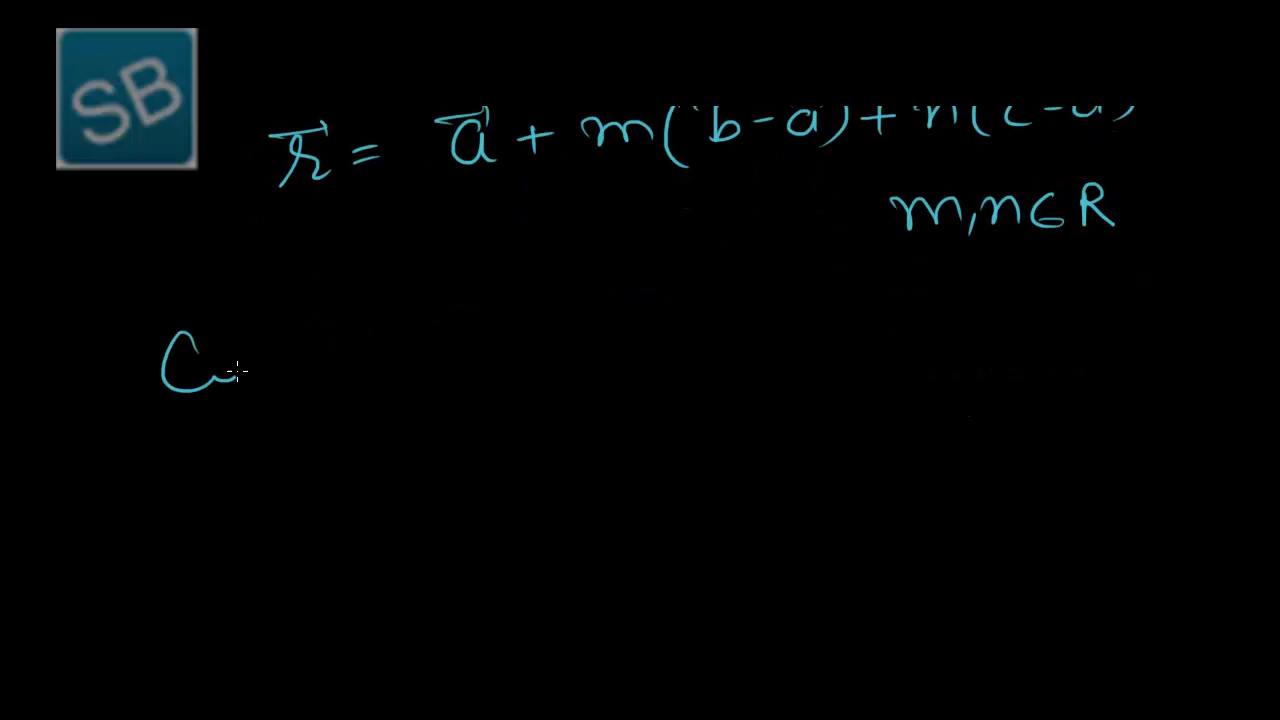 SB
r⃗ = a⃗ + m(b-a) + n(c-a)
m,n∈R
C